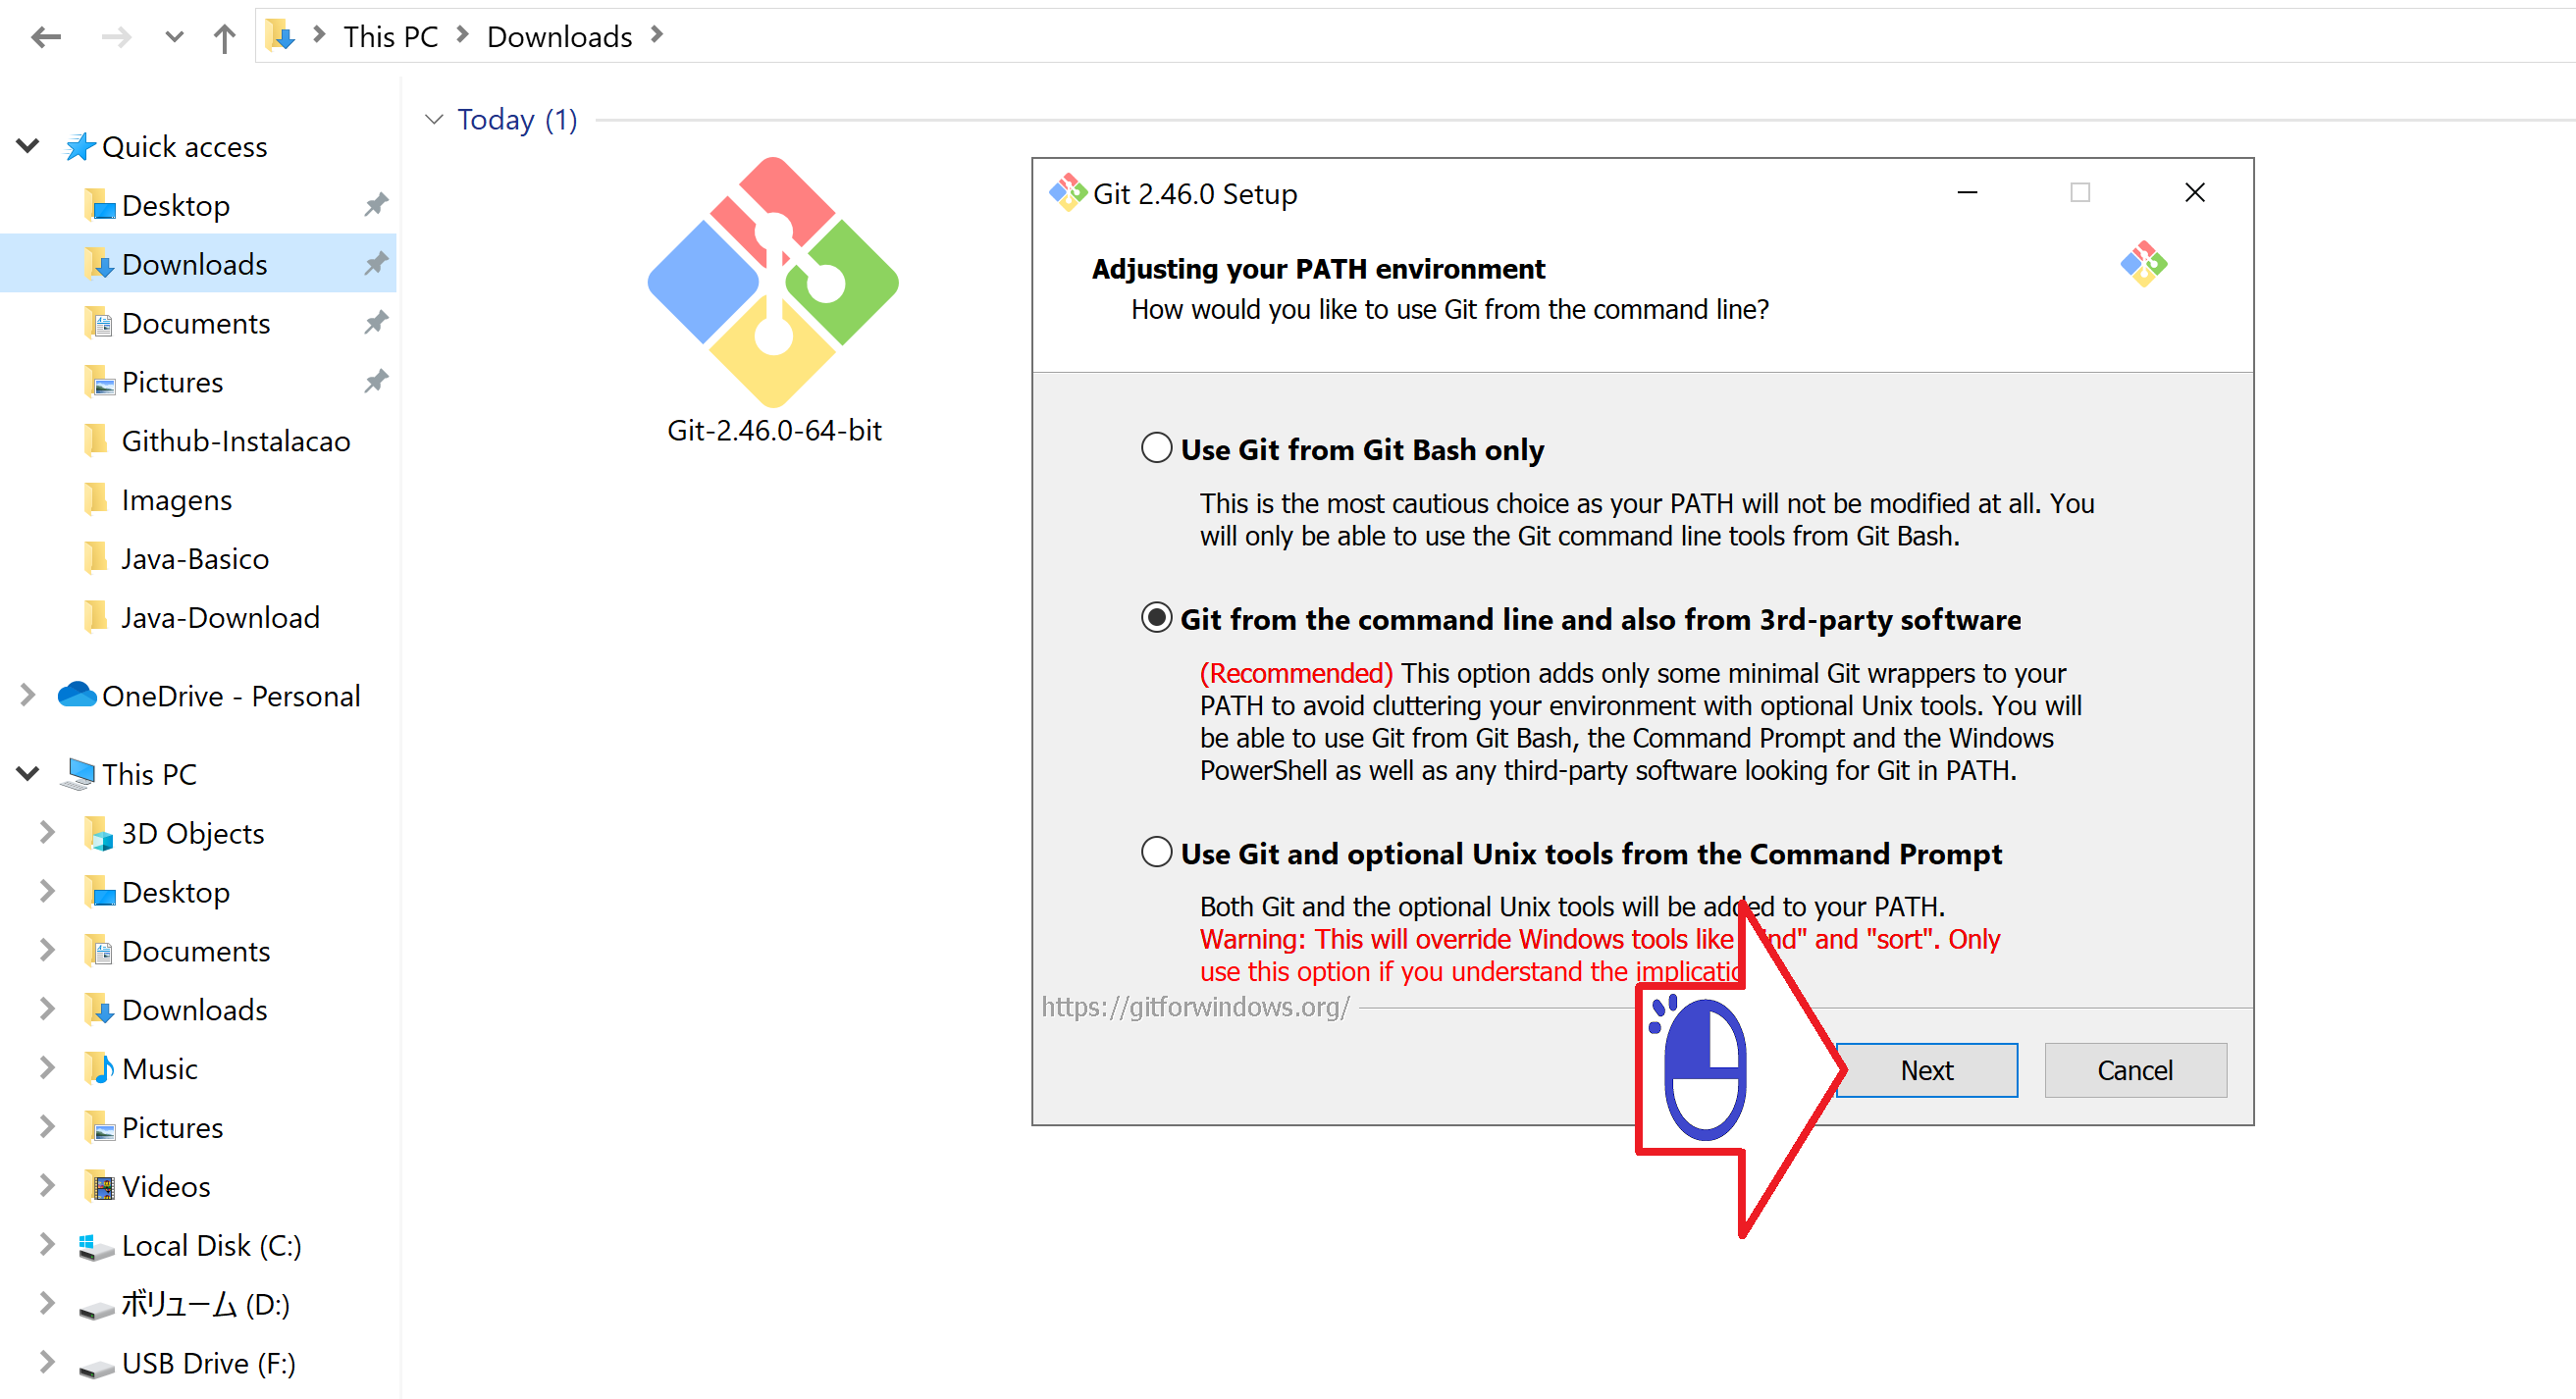 This PC
Downloads
Quick access
Desktop
Downloads
Documents
Pictures
Github-Instalacao
Imagens
Java-Basico
Java-Download
OneDrive - Personal
This PC
3D Objects
Desktop
Documents
Downloads
Music
Pictures
Videos
Local Disk (C:)
ボリューム (D:)
USB Drive (F:)
Today (1)
Git-2.46.0-64-bit
Git 2.46.0 Setup
Adjusting your PATH environment
How would you like to use Git from the command line?
Use Git from Git Bash only
This is the most cautious choice as your PATH will not be modified at all. You
will only be able to use the Git command line tools from Git Bash.
Git from the command line and also from 3rd-party software
(Recommended) This option adds only some minimal Git wrappers to your
PATH to avoid cluttering your environment with optional Unix tools. You will
be able to use Git from Git Bash, the Command Prompt and the Windows
PowerShell as well as any third-party software looking for Git in PATH.
Use Git and optional Unix tools from the Command Prompt
Both Git and the optional Unix tools will be added to your PATH.
Warning: This will override Windows tools like and "sort". Only
use this option if you understand the
https://gitforwindows.org/
Next
Cancel